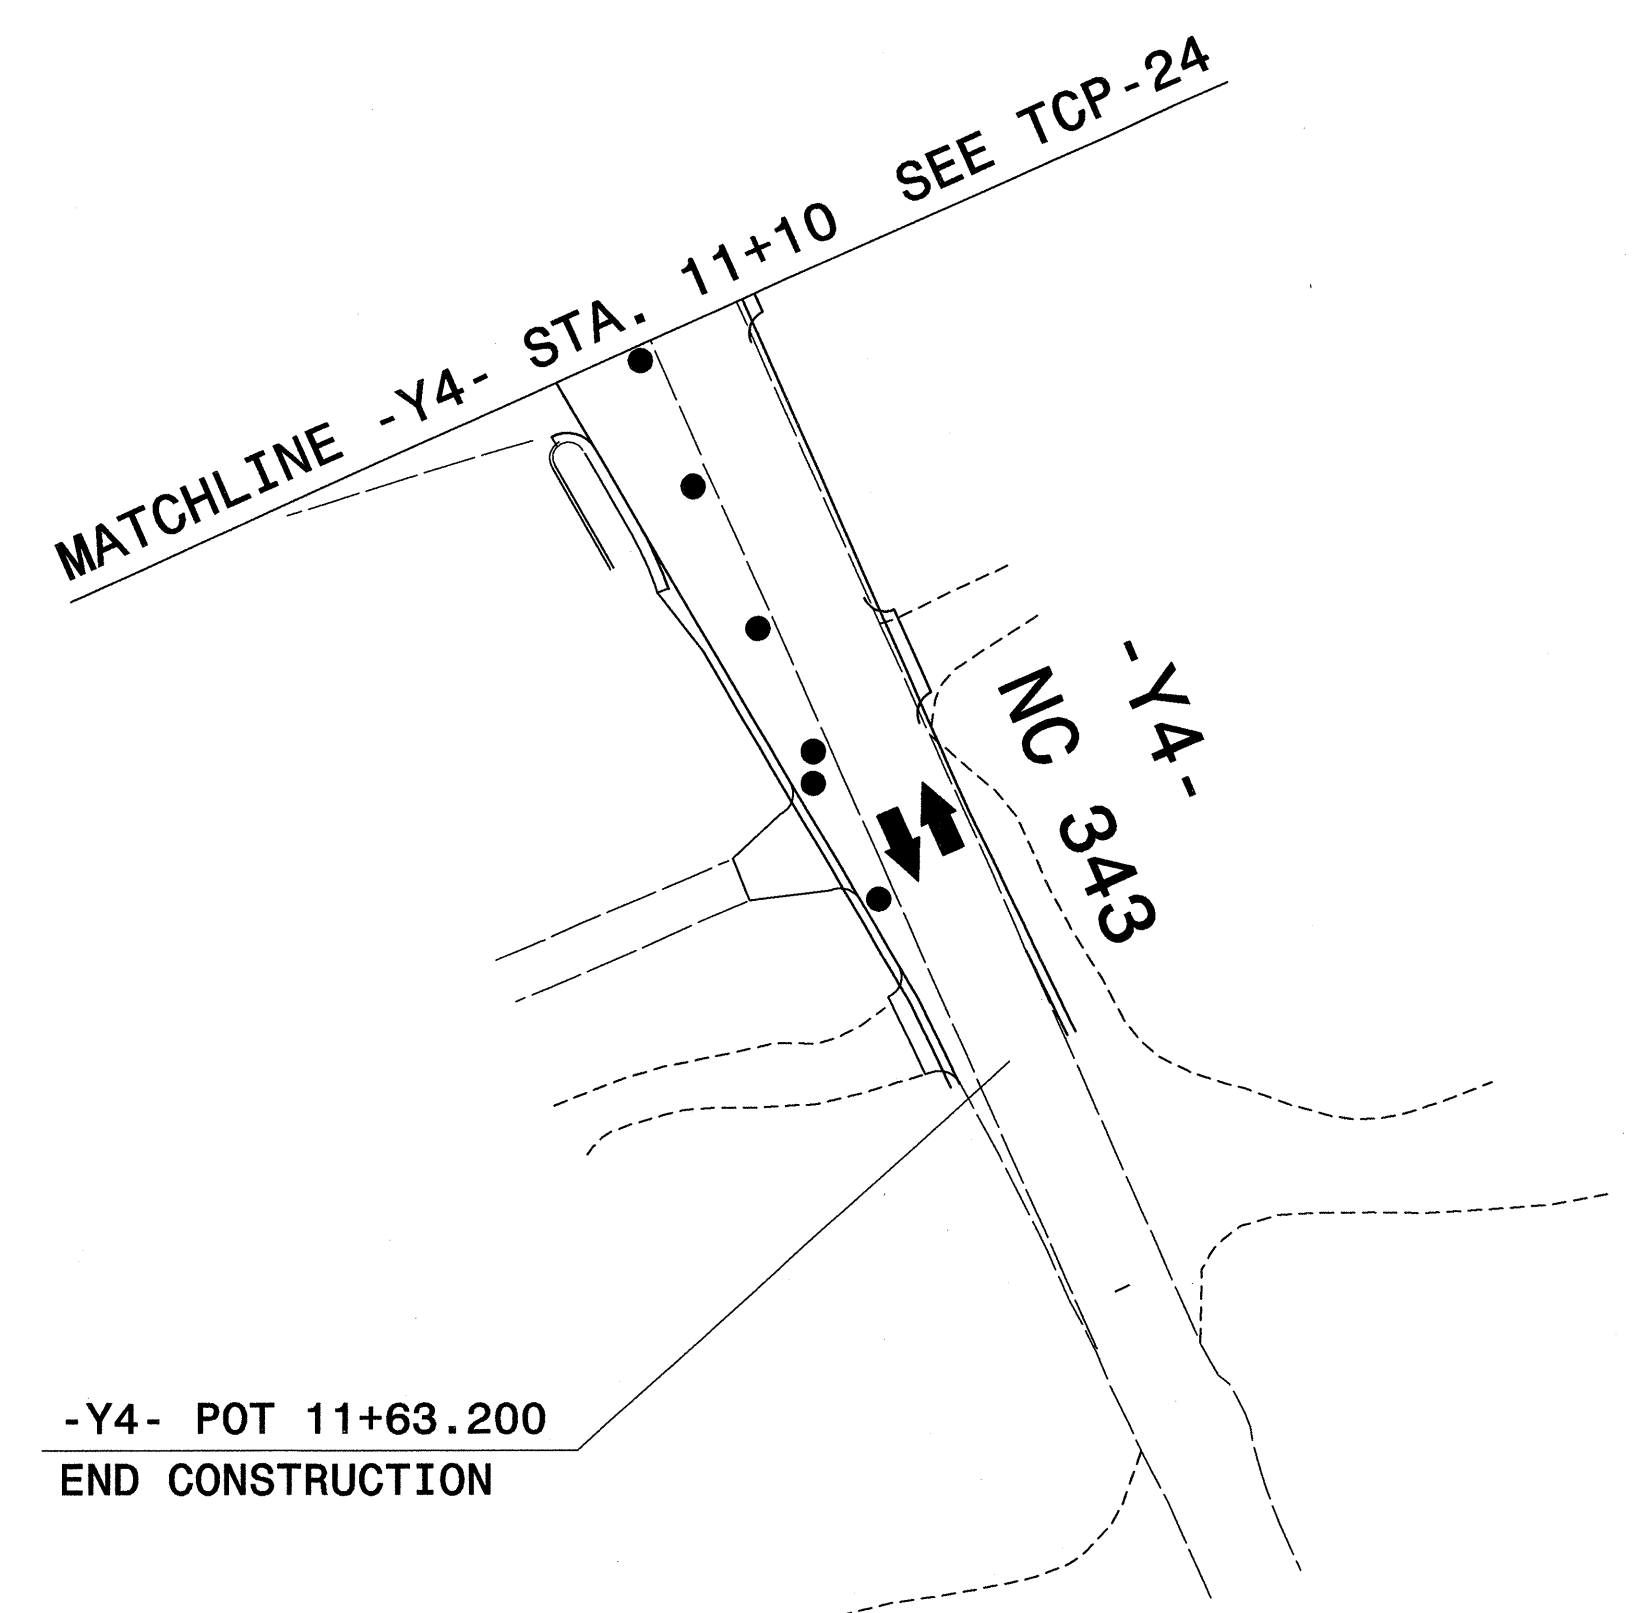 MATCHLINE -Y4- STA. 11+10 SEE TCP-24
-Y4-
NC 343
-Y4- POT 11+63.200
END CONSTRUCTION